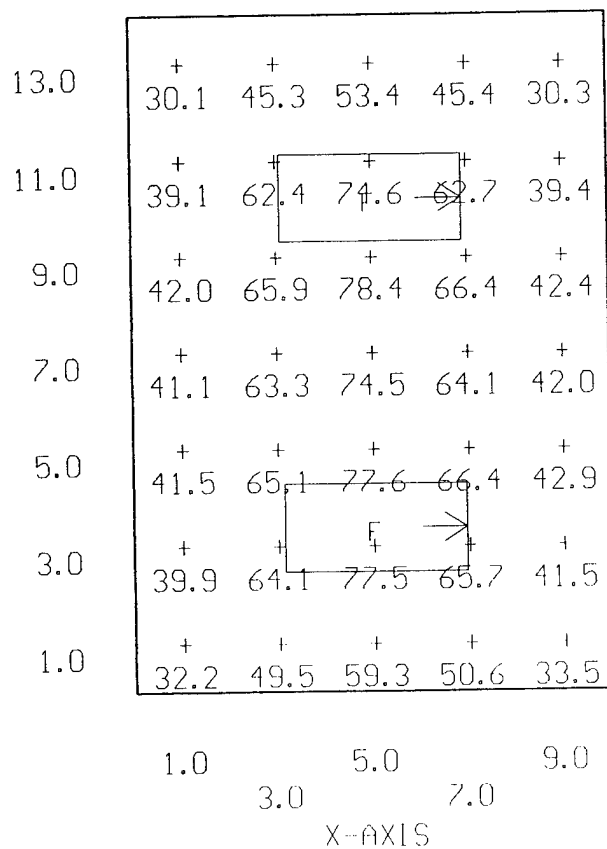 13.0 30.1 45.3 53.4 45.4 30.3
11.0 39.1 62.4 74.6 62.7 39.4
9.0 42.0 65.9 78.4 66.4 42.4
7.0 41.1 63.3 74.5 64.1 42.0
5.0 41.5 65.1 77.6 66.4 42.9
F
3.0 39.9 64.1 77.5 65.7 41.5
1.0 32.2 49.5 59.3 50.6 33.5
1.0 5.0 9.0
3.0 7.0
X-AXIS